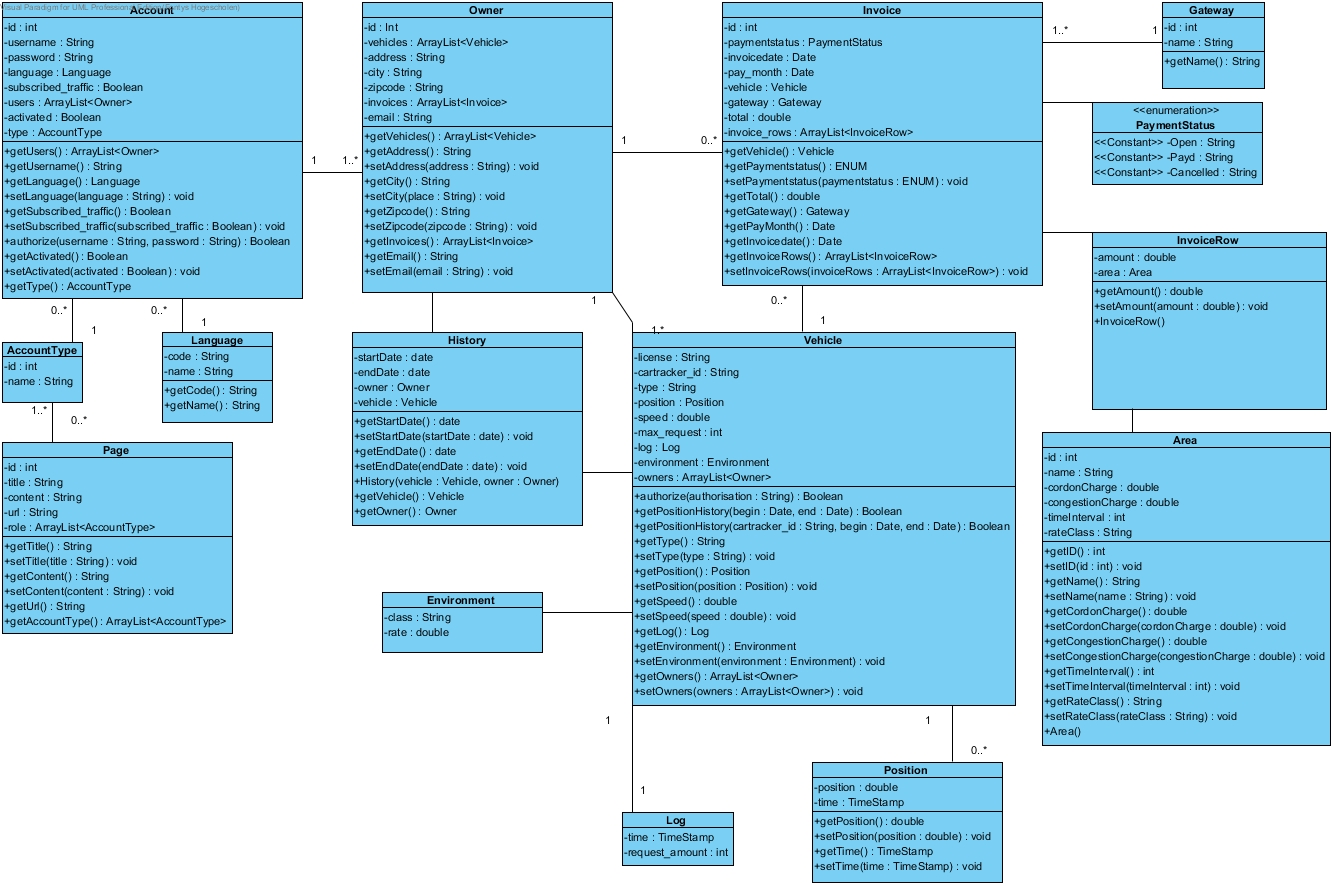 Visual Paradigm for UML Professional Edition(Fontys Hogescholen)
Account
-id : int
-username : String
-password : String
-language : Language
-subscribed_traffic : Boolean
-users : ArrayList<Owner>
-activated : Boolean
-type : AccountType
+getUsers() : ArrayList<Owner>
+getUsername() : String
+getLanguage() : Language
+setLanguage(language : String) : void
+getSubscribed_traffic() : Boolean
+setSubscribed_traffic(subscribed_traffic : Boolean) : void
+authorize(username : String, password : String) : Boolean
+getActivated() : Boolean
+setActivated(activated : Boolean) : void
+getType() : AccountType
1
1..*
Owner
-id : Int
-vehicles : ArrayList<Vehicle>
-address : String
-city : String
-zipcode : String
-invoices : ArrayList<Invoice>
-email : String
+getVehicles() : ArrayList<Vehicle>
+getAddress() : String
+setAddress(address : String) : void
+getCity() : String
+setCity(place : String) : void
+getZipcode() : String
+setZipcode(zipcode : String) : void
+getInvoices() : ArrayList<Invoice>
+getEmail() : String
+setEmail(email : String) : void
1
0..*
Invoice
-id : int
-paymentstatus : PaymentStatus
-invoicedate : Date
-pay_month : Date
-vehicle : Vehicle
-gateway : Gateway
-total : double
-invoice_rows : ArrayList<InvoiceRow>
+getVehicle() : Vehicle
+getPaymentstatus() : ENUM
+setPaymentstatus(paymentstatus : ENUM) : void
+getTotal() : double
+getGateway() : Gateway
+getPayMonth() : Date
+getInvoicedate() : Date
+getInvoiceRows() : ArrayList<InvoiceRow>
+setInvoiceRows(invoiceRows : ArrayList<InvoiceRow>) : void
1..*
1
Gateway
-id : int
-name : String
+getName() : String
<<enumeration>>
PaymentStatus
<<Constant>> -Open : String
<<Constant>> -Payd : String
<<Constant>> -Cancelled : String
InvoiceRow
-amount : double
-area : Area
+getAmount() : double
+setAmount(amount : double) : void
+InvoiceRow()
0..*
1
0..*
1
1
1..*
0..*
1
AccountType
-id : int
-name : String
1..*
0..*
Language
-code : String
-name : String
+getCode() : String
+getName() : String
Page
-id : int
-title : String
-content : String
-url : String
-role : ArrayList<AccountType>
+getTitle() : String
+setTitle(title : String) : void
+getContent() : String
+setContent(content : String) : void
+getUrl() : String
+getAccountType() : ArrayList<AccountType>
History
-startDate : date
-endDate : date
-owner : Owner
-vehicle : Vehicle
+getStartDate() : date
+setStartDate(startDate : date) : void
+getEndDate() : date
+setEndDate(endDate : date) : void
+History(vehicle : Vehicle, owner : Owner)
+getVehicle() : Vehicle
+getOwner() : Owner
Environment
-class : String
-rate : double
Vehicle
-license : String
-cartracker_id : String
-type : String
-position : Position
-speed : double
-max_request : int
-log : Log
-environment : Environment
-owners : ArrayList<Owner>
+authorize(authorisation : String) : Boolean
+getPositionHistory(begin : Date, end : Date) : Boolean
+getPositionHistory(cartracker_id : String, begin : Date, end : Date) : Boolean
+getType() : String
+setType(type : String) : void
+getPosition() : Position
+setPosition(position : Position) : void
+getSpeed() : double
+setSpeed(speed : double) : void
+getLog() : Log
+getEnvironment() : Environment
+setEnvironment(environment : Environment) : void
+getOwners() : ArrayList<Owner>
+setOwners(owners : ArrayList<Owner>) : void
Area
-id : int
-name : String
-cordonCharge : double
-congestionCharge : double
-timeInterval : int
-rateClass : String
+getID() : int
+setID(id : int) : void
+getName() : String
+setName(name : String) : void
+getCordonCharge() : double
+setCordonCharge(cordonCharge : double) : void
+getCongestionCharge() : double
+setCongestionCharge(congestionCharge : double) : void
+getTimeInterval() : int
+setTimeInterval(timeInterval : int) : void
+getRateClass() : String
+setRateClass(rateClass : String) : void
+Area()
1
1
1
0..*
Log
-time : TimeStamp
-request_amount : int
Position
-position : double
-time : TimeStamp
+getPosition() : double
+setPosition(position : double) : void
+getTime() : TimeStamp
+setTime(time : TimeStamp) : void